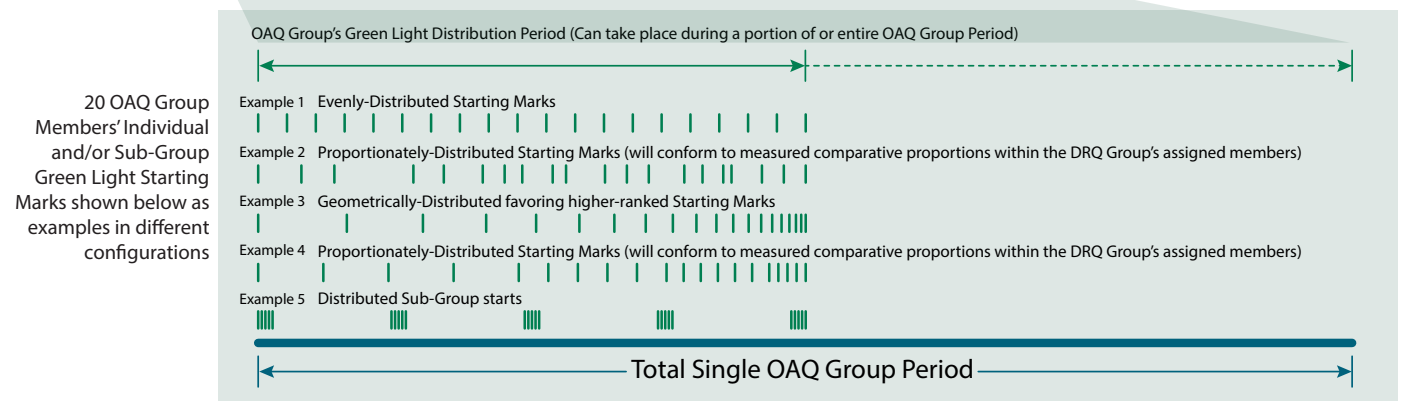 OAQ Group's Green Light Distribution Period (Can take place during a portion of or entire OAQ Group Period)
20 OAQ Group
Members' Individual
and/or Sub-Group
Green Light Starting
Marks shown below as
examples in different
configurations
Example 1 Evenly-Distributed Starting Marks
Example 2 Proportionately-Distributed Starting Marks (will conform to measured comparative proportions within the DRQ Group's assigned members)
Example 3 Geometrically-Distributed favoring higher-ranked Starting Marks
Example 4 Proportionately-Distributed Starting Marks (will conform to measured comparative proportions within the DRQ Group's assigned members)
Example 5 Distributed Sub-Group starts
Total Single OAQ Group Period